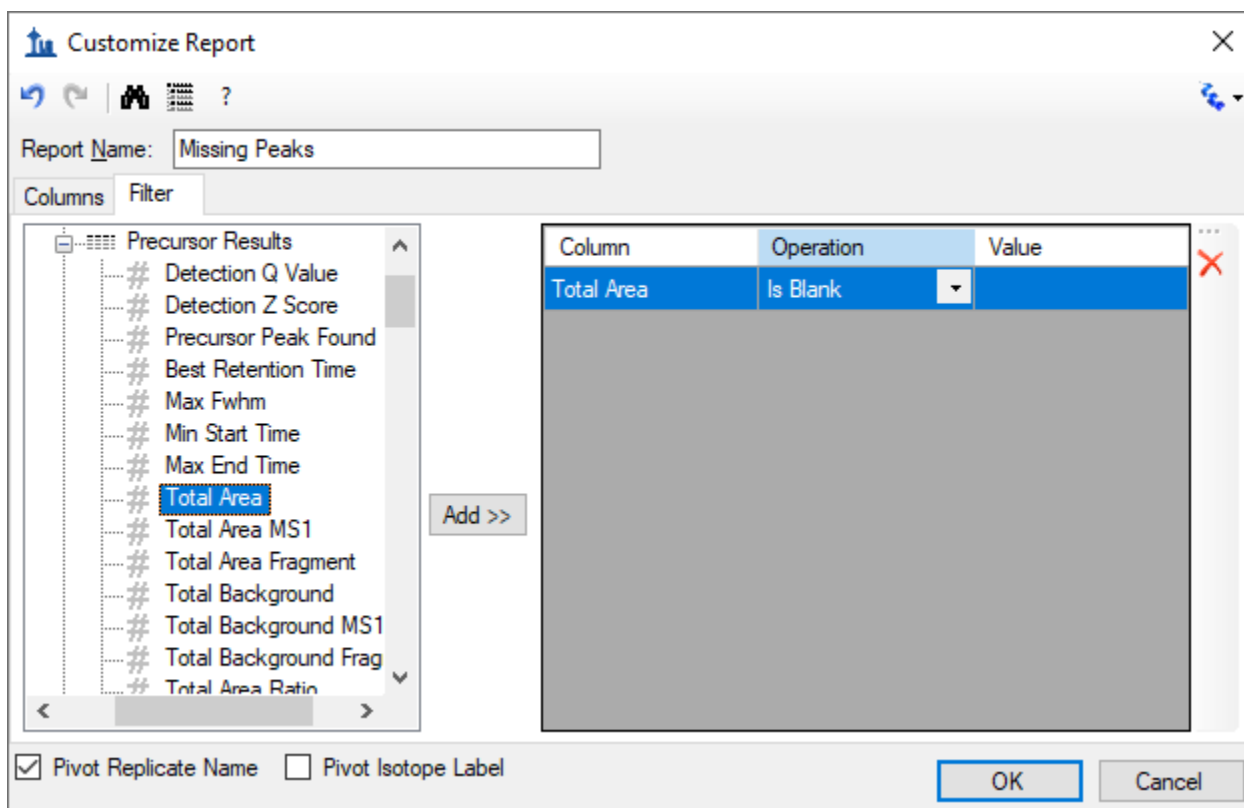 Customize Report
?
Report Name: Missing Peaks
Columns Filter
Precursor Results
Detection Q Value
Detection Z Score
Precursor Peak Found
Best Retention Time
Max Fwhm
Min Start Time
Max End Time
Total Area
Total Area MS1
Total Area Fragment
Total Background
Total Background MS1
Total Background Frag
Total Area Ratio
Add >>
Column Operation Value
Total Area Is Blank
Pivot Replicate Name Pivot Isotope Label
OK Cancel